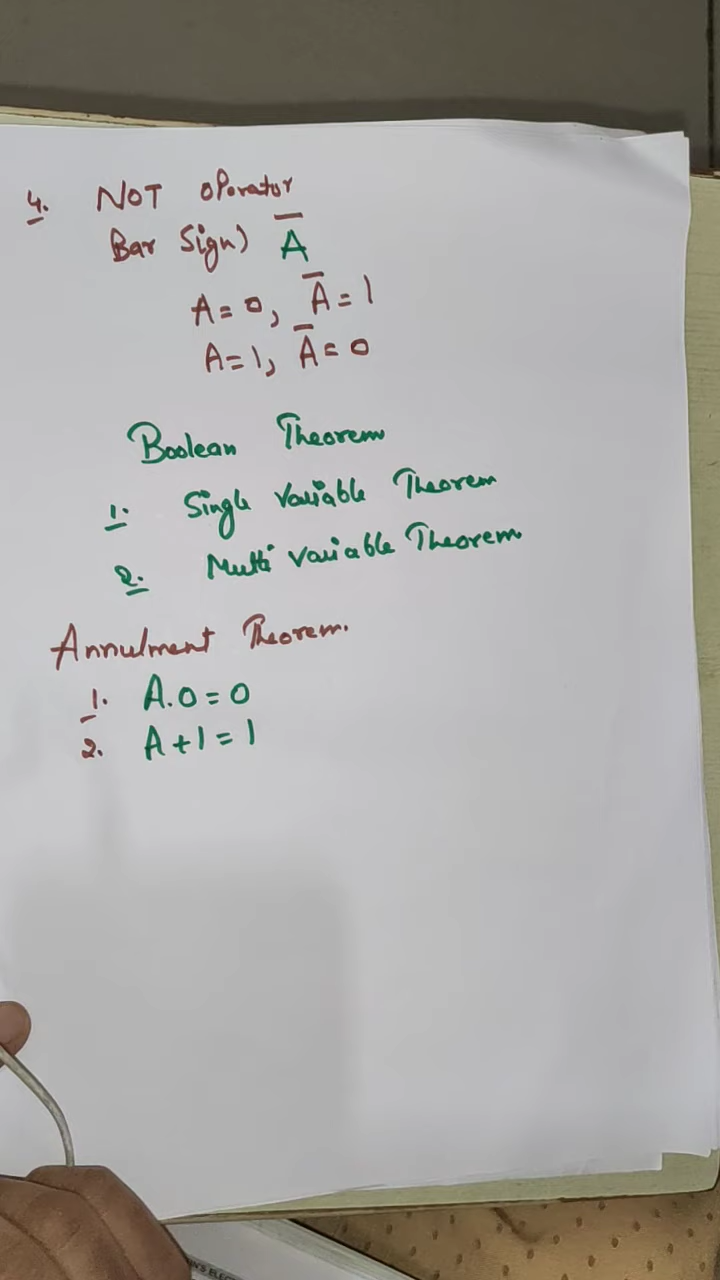 4. NOT Operator
Bar Sign) A̅
A = 0, A̅ = 1
A = 1, A̅ = 0
Boolean Theorem
1. Single Variable Theorem
2. Multi Variable Theorem
Annulment Theorem.
1. A.0 = 0
2. A + 1 = 1